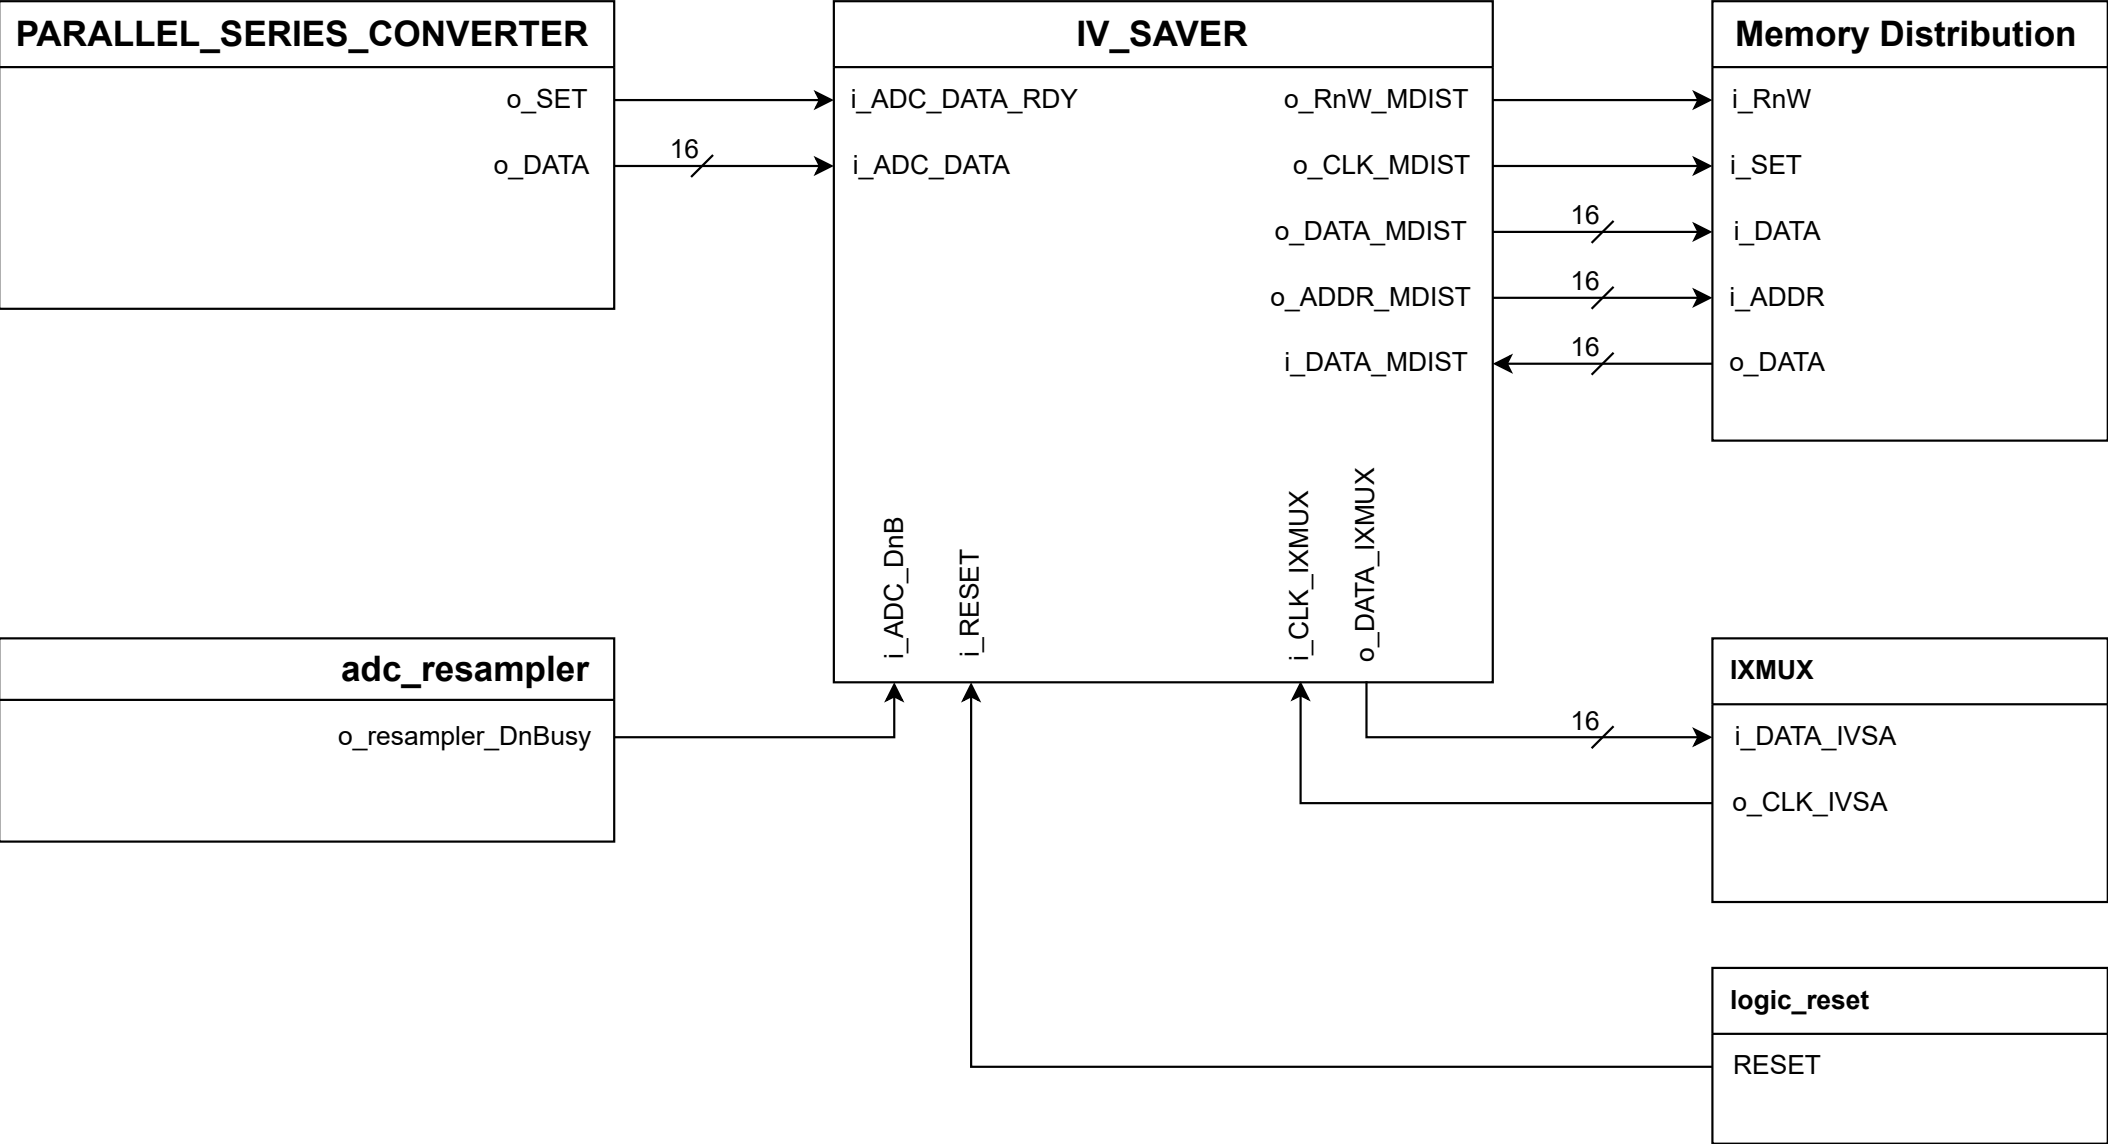 PARALLEL_SERIES_CONVERTER
o_SET
o_DATA
16
IV_SAVER
i_ADC_DATA_RDY
i_ADC_DATA
o_RnW_MDIST
o_CLK_MDIST
o_DATA_MDIST
o_ADDR_MDIST
i_DATA_MDIST
i_ADC_DnB
i_RESET
i_CLK_IXMUX
o_DATA_IXMUX
16
16
16
Memory Distribution
i_RnW
i_SET
i_DATA
i_ADDR
o_DATA
adc_resampler
o_resampler_DnBusy
16
IXMUX
i_DATA_IVSA
o_CLK_IVSA
logic_reset
RESET